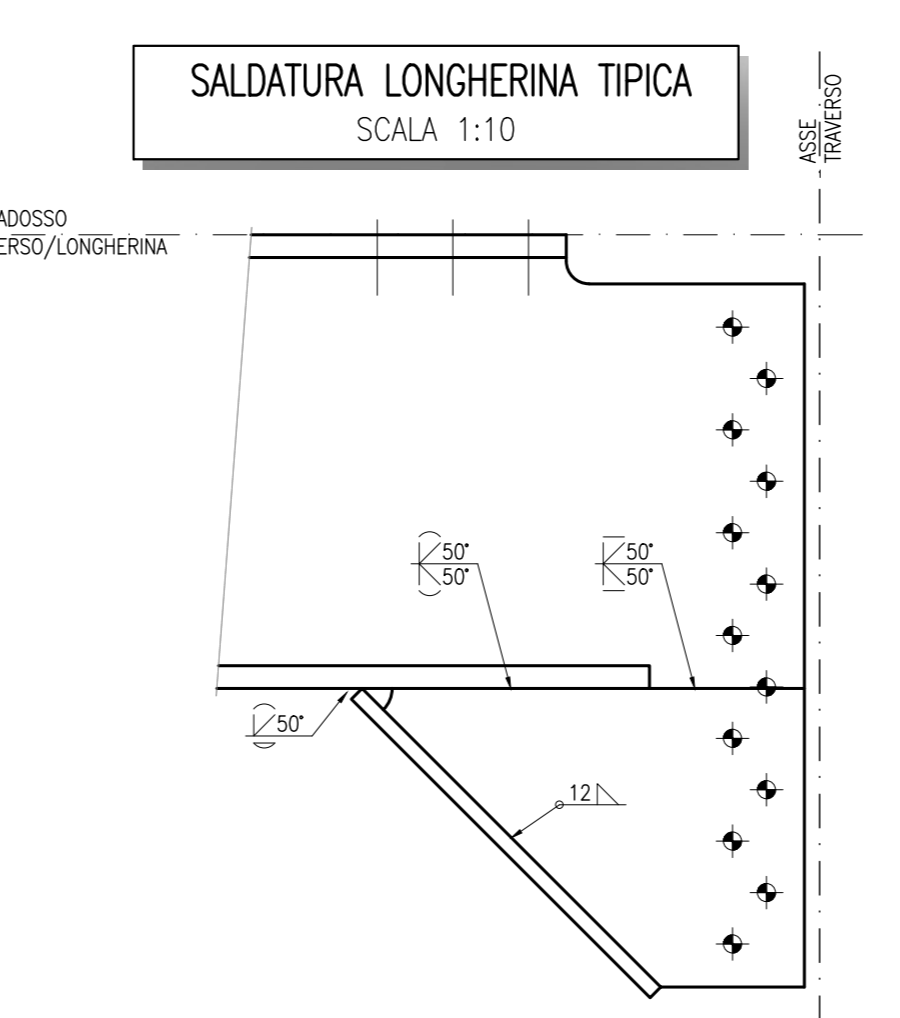 SALDATURA LONGHERINA TIPICA
SCALA 1:10
ASSE
TRAVERSO
ADOSSO
ERSO/LONGHERINA
50°
50°
50°
50°
50°
12